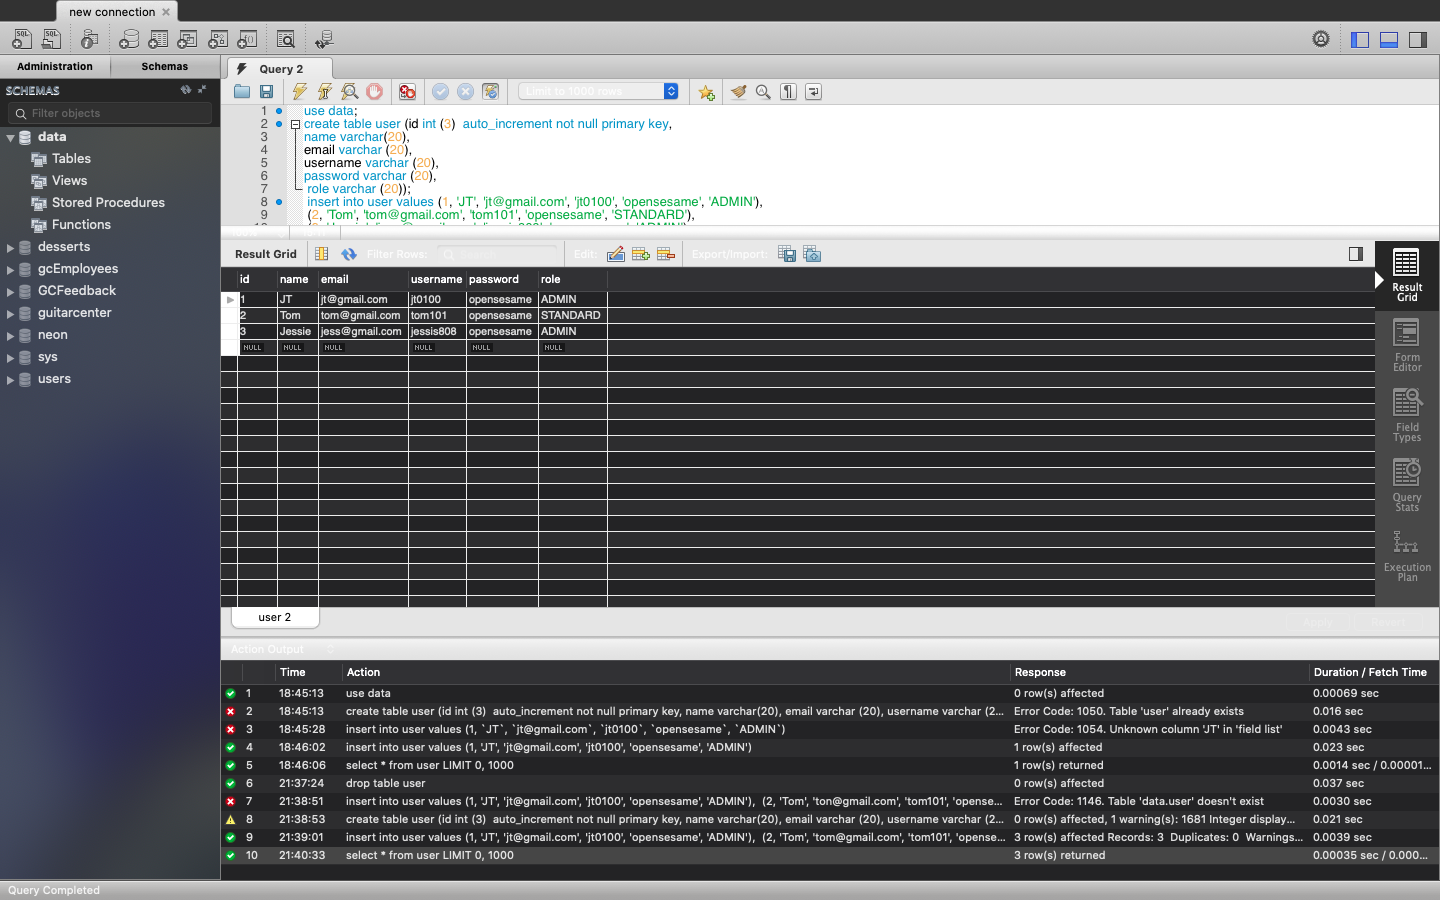 new connection
Administration
Schemas
SCHEMAS
Filter objects
data
Tables
Views
Stored Procedures
Functions
desserts
gcEmployees
GCFeedback
guitarcenter
neon
sys
users
Query 2
Limit to 1000 rows
1 use data;
2 create table user (id int (3)  auto_increment not null primary key,
3 name varchar(20),
4 email varchar (20),
5 username varchar (20),
6 password varchar (20),
7 role varchar (20));
8 insert into user values (1, 'JT', 'jt@gmail.com', 'jt0100', 'opensesame', 'ADMIN'),
9 (2, 'Tom', 'tom@gmail.com', 'tom101', 'opensesame', 'STANDARD'),
Result Grid
Filter Rows:
Search
Edit:
Export/Import:
id name email username password role
1 JT jt@gmail.com jt0100 opensesame ADMIN
2 Tom tom@gmail.com tom101 opensesame STANDARD
3 Jessie jess@gmail.com jessis808 opensesame ADMIN
NULL NULL NULL NULL NULL NULL
Result
Grid
Form
Editor
Field
Types
Query
Stats
Execution
Plan
user 2
Apply
Revert
Action Output
Time Action Response Duration / Fetch Time
1 18:45:13 use data 0 row(s) affected 0.00069 sec
2 18:45:13 create table user (id int (3)  auto_increment not null primary key, name varchar(20), email varchar (20), username varchar (2... Error Code: 1050. Table 'user' already exists 0.016 sec
3 18:45:28 insert into user values (1, `JT`, `jt@gmail.com`, `jt0100`, `opensesame`, `ADMIN`) Error Code: 1054. Unknown column 'JT' in 'field list' 0.0043 sec
4 18:46:02 insert into user values (1, 'JT', 'jt@gmail.com', 'jt0100', 'opensesame', 'ADMIN') 1 row(s) affected 0.023 sec
5 18:46:06 select * from user LIMIT 0, 1000 1 row(s) returned 0.0014 sec / 0.00001...
6 21:37:24 drop table user 0 row(s) affected 0.037 sec
7 21:38:51 insert into user values (1, 'JT', 'jt@gmail.com', 'jt0100', 'opensesame', 'ADMIN'),  (2, 'Tom', 'ton@gmail.com', 'tom101', 'opense... Error Code: 1146. Table 'data.user' doesn't exist 0.0030 sec
8 21:38:53 create table user (id int (3)  auto_increment not null primary key, name varchar(20), email varchar (20), username varchar (2... 0 row(s) affected, 1 warning(s): 1681 Integer display... 0.021 sec
9 21:39:01 insert into user values (1, 'JT', 'jt@gmail.com', 'jt0100', 'opensesame', 'ADMIN'),  (2, 'Tom', 'tom@gmail.com', 'tom101', 'opense... 3 row(s) affected Records: 3  Duplicates: 0  Warnings... 0.0039 sec
10 21:40:33 select * from user LIMIT 0, 1000 3 row(s) returned 0.00035 sec / 0.000...
Query Completed